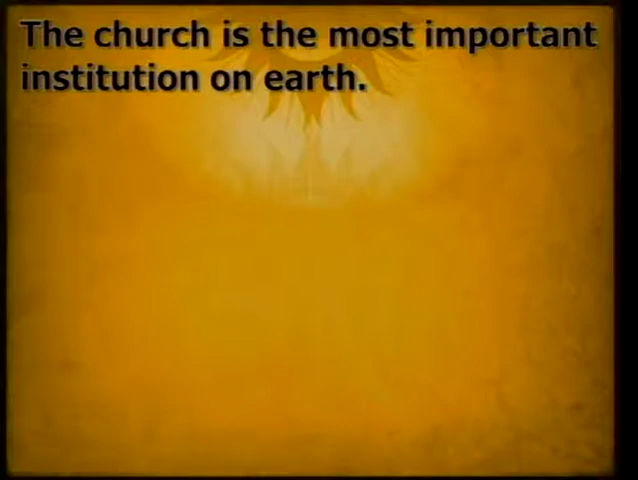 The church is the most important
institution on earth.